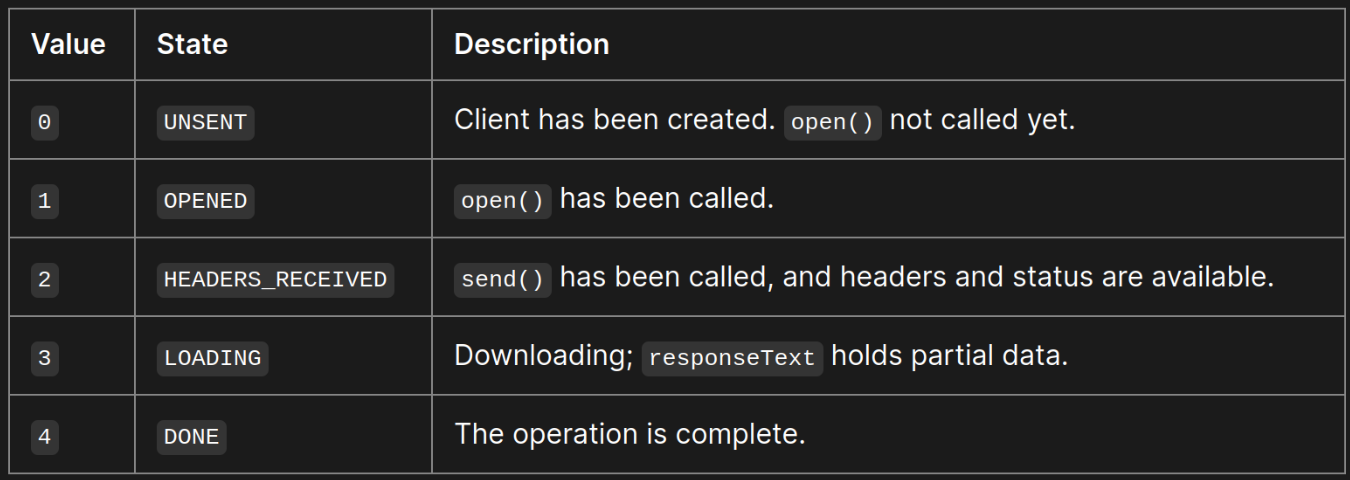 Value State Description
0 UNSENT Client has been created. open() not called yet.
1 OPENED open() has been called.
2 HEADERS_RECEIVED send() has been called, and headers and status are available.
3 LOADING Downloading; responseText holds partial data.
4 DONE The operation is complete.